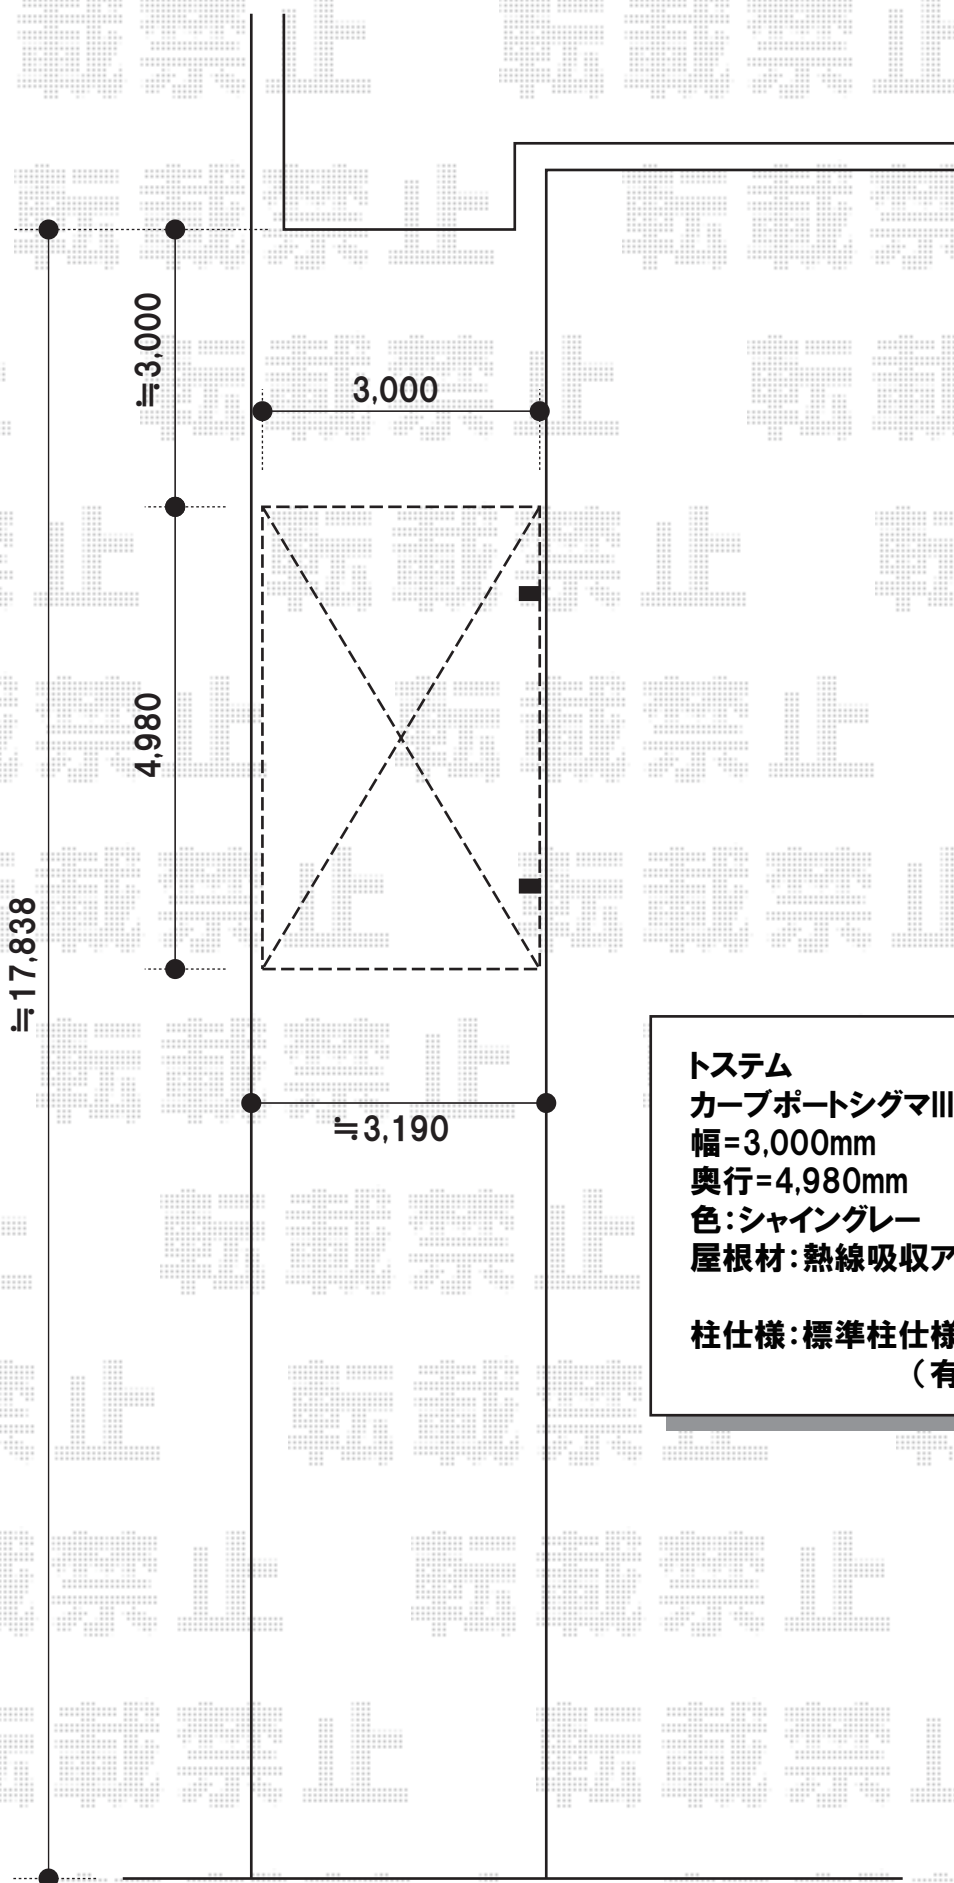 転載禁止
≒3,000
3,000
4,980
≒17,838
≒3,190
トステム
カーブポートシグマIII
幅=3,000mm
奥行=4,980mm
色：シャイングレー
屋根材：熱線吸収ア
柱仕様：標準柱仕様
（有